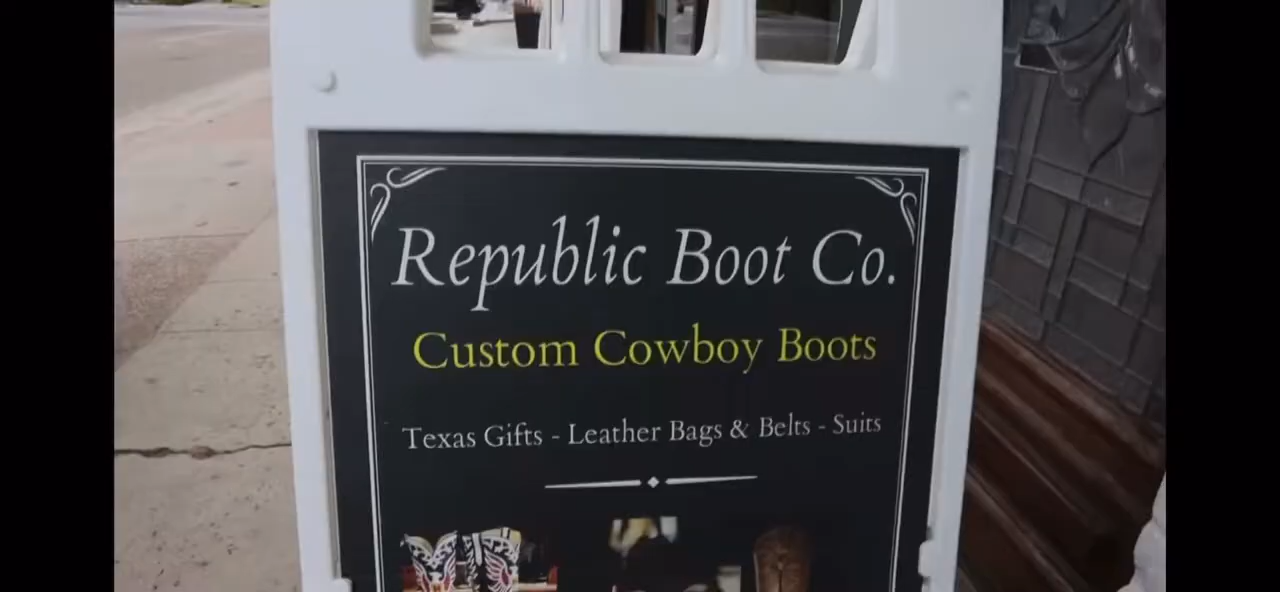 Republic Boot Co.
Custom Cowboy Boots
Texas Gifts - Leather Bags & Belts - Suits